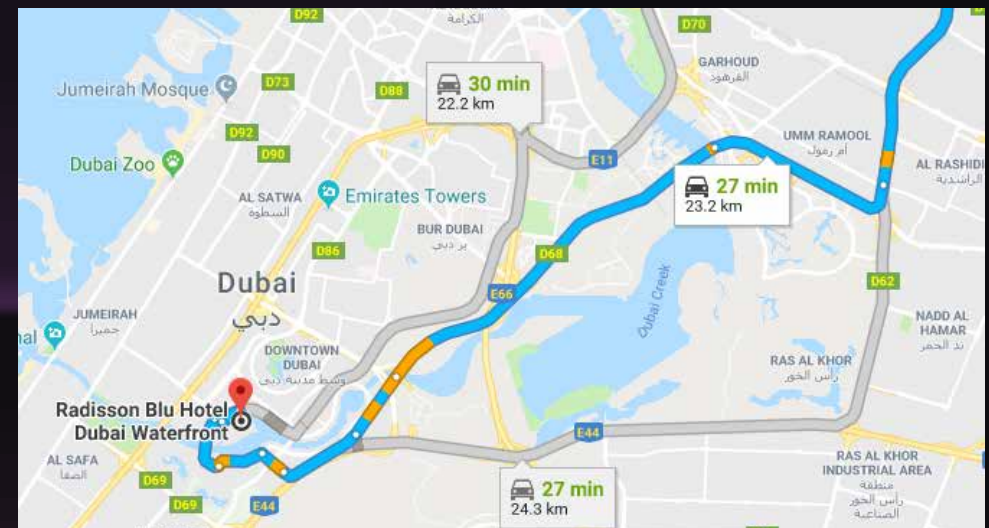 D92
الكرامة
D70
GARHOUD
القرهود
Jumeirah Mosque
D73
D88
30 min
22.2 km
D92
D90
Dubai Zoo
E11
UMM RAMOOL
أم رمول
AL RASHIDI
الراشدية
27 min
23.2 km
AL SATWA
السطوة
Emirates Towers
BUR DUBAI
بر دبي
D86
D68
D62
Dubai
دبي
E66
Dubai Creek
JUMEIRAH
جميرا
NADD AL
HAMAR
ند الحمر
DOWNTOWN
DUBAI
وسط مدينة دبي
RAS AL KHOR
رأس الخور
Radisson Blu Hotel
Dubai Waterfront
E44
AL SAFA
الصفا
D69
D69
E44
RAS AL KHOR
INDUSTRIAL AREA
منطقة
رأس الخور
الصناعية
27 min
24.3 km